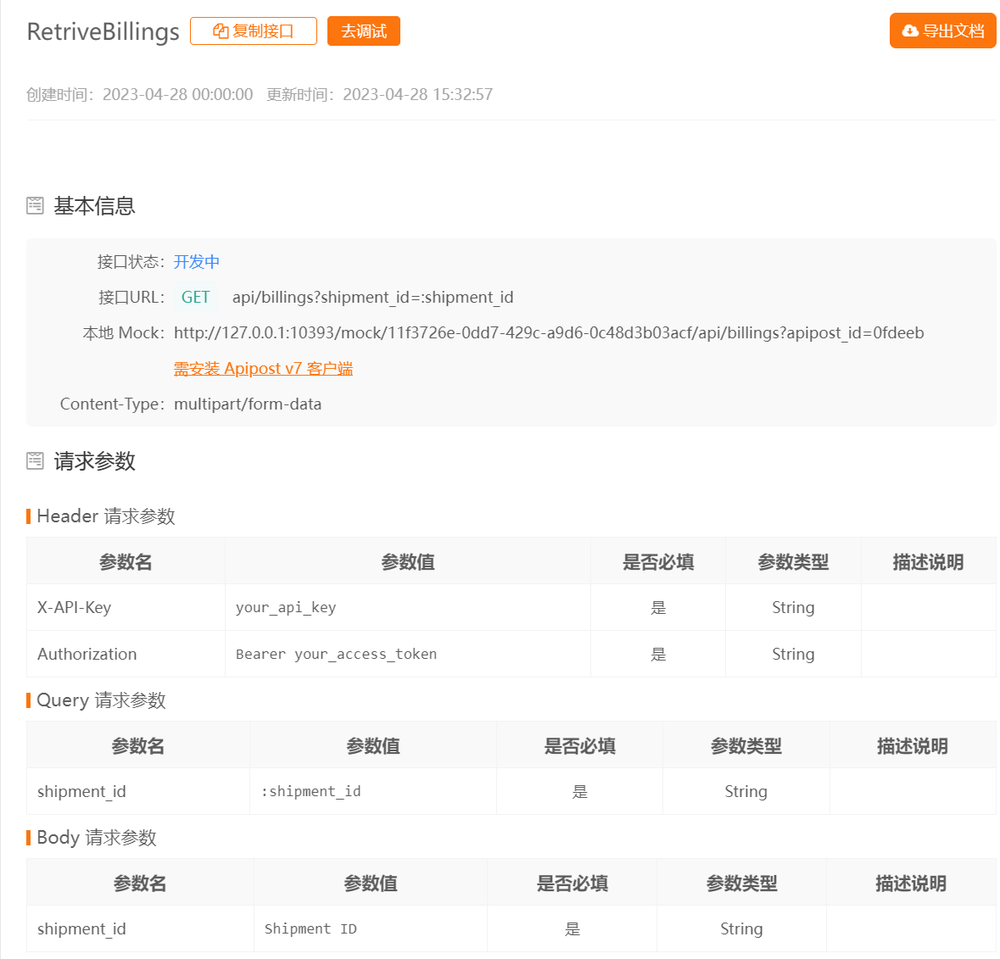 RetriveBillings 复制接口 去调试 导出文档
创建时间：2023-04-28 00:00:00 更新时间：2023-04-28 15:32:57
基本信息
接口状态： 开发中
接口URL： GET api/billings?shipment_id=:shipment_id
本地 Mock： http://127.0.0.1:10393/mock/11f3726e-0dd7-429c-a9d6-0c48d3b03acf/api/billings?apipost_id=0fdeeb
需安装 Apipost v7 客户端
Content-Type： multipart/form-data
请求参数
Header 请求参数
参数名 参数值 是否必填 参数类型 描述说明
X-API-Key your_api_key 是 String
Authorization Bearer your_access_token 是 String
Query 请求参数
参数名 参数值 是否必填 参数类型 描述说明
shipment_id :shipment_id 是 String
Body 请求参数
参数名 参数值 是否必填 参数类型 描述说明
shipment_id Shipment ID 是 String